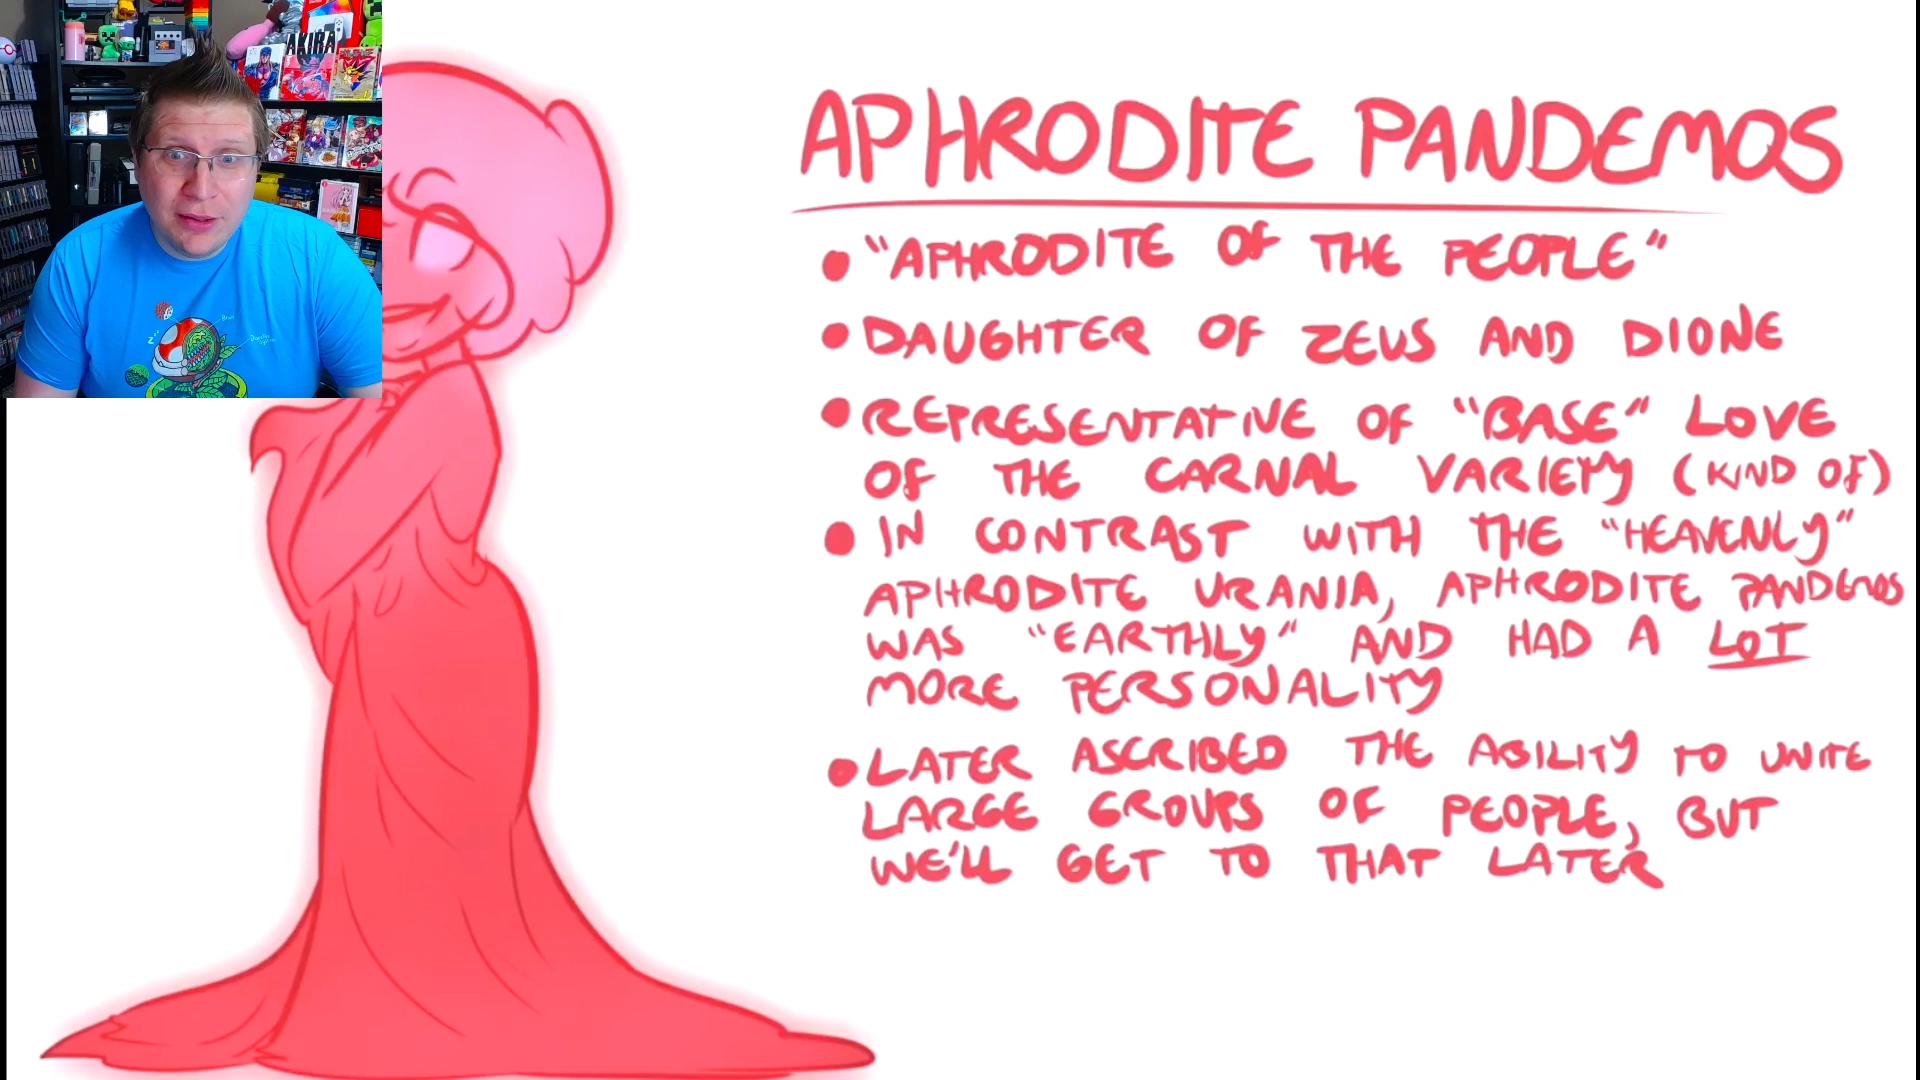 AKIRA
APHRODITE PANDEMOS
• "APHRODITE OF THE PEOPLE"
• DAUGHTER OF ZEUS AND DIONE
• REPRESENTATIVE OF "BASE" LOVE
OF THE CARNAL VARIETY (KIND OF)
• IN CONTRAST WITH THE "HEAVENLY"
APHRODITE URANIA, APHRODITE PANDEMOS
WAS "EARTHLY" AND HAD A LOT
MORE PERSONALITY
• LATER ASCRIBED THE ABILITY TO UNITE
LARGE GROUPS OF PEOPLE, BUT
WE'LL GET TO THAT LATER